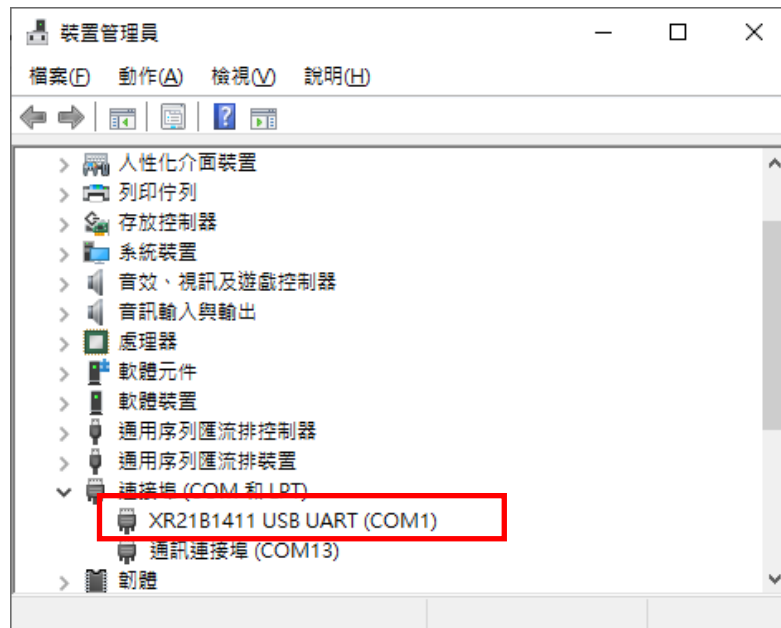 裝置管理員
檔案(F) 動作(A) 檢視(V) 說明(H)
人性化介面裝置
列印佇列
存放控制器
系統裝置
音效、視訊及遊戲控制器
音訊輸入與輸出
處理器
軟體元件
軟體裝置
通用序列匯流排控制器
通用序列匯流排裝置
連接埠 (COM 和 LPT)
XR21B1411 USB UART (COM1)
通訊連接埠 (COM13)
韌體